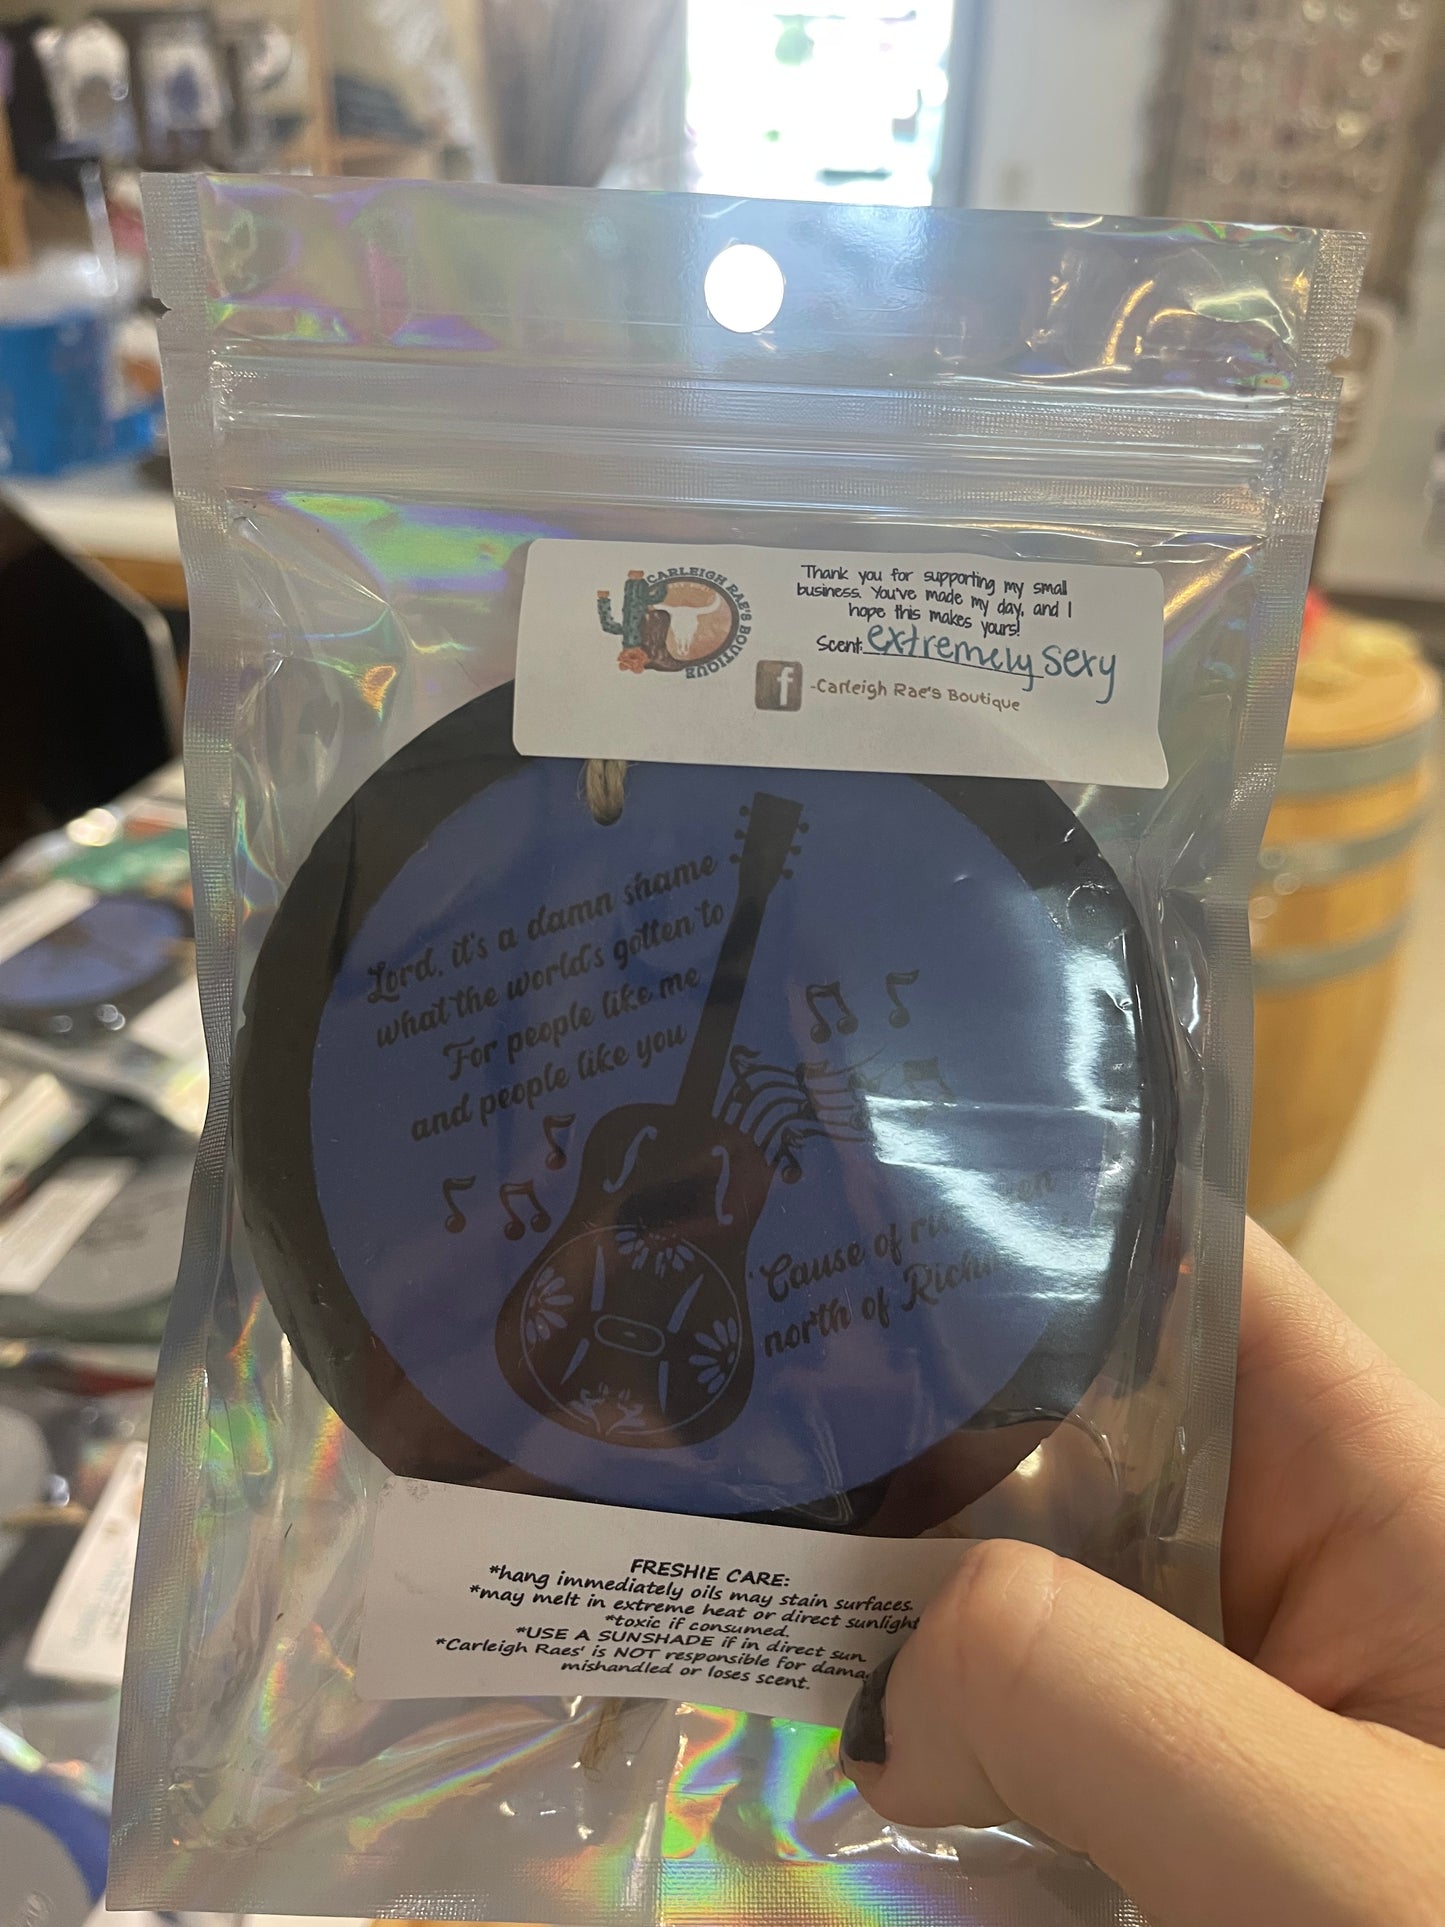 CARLEIGH RAE'S BOUTIQUE
Thank you for supporting my small
business. You've made my day, and I
hope this makes yours!
Scent: extremely sexy
f -Carleigh Rae's Boutique
Lord, it's a damn shame
what the world's gotten to
For people like me
and people like you
'Cause of
north of
FRESHIE CARE:
*hang immediately oils may stain surfaces.
*may melt in extreme heat or direct sunlight
*toxic if consumed.
*USE A SUNSHADE if in direct sun.
*Carleigh Raes' is NOT responsible for
mishandled or loses scent.